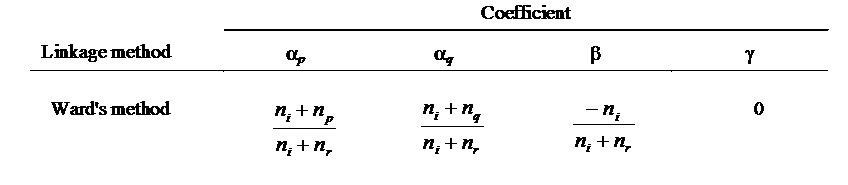 Coefficient
Linkage method αp αq β γ
Ward's method (ni + np)/(ni + nr) (ni + nq)/(ni + nr) (− ni)/(ni + nr) 0